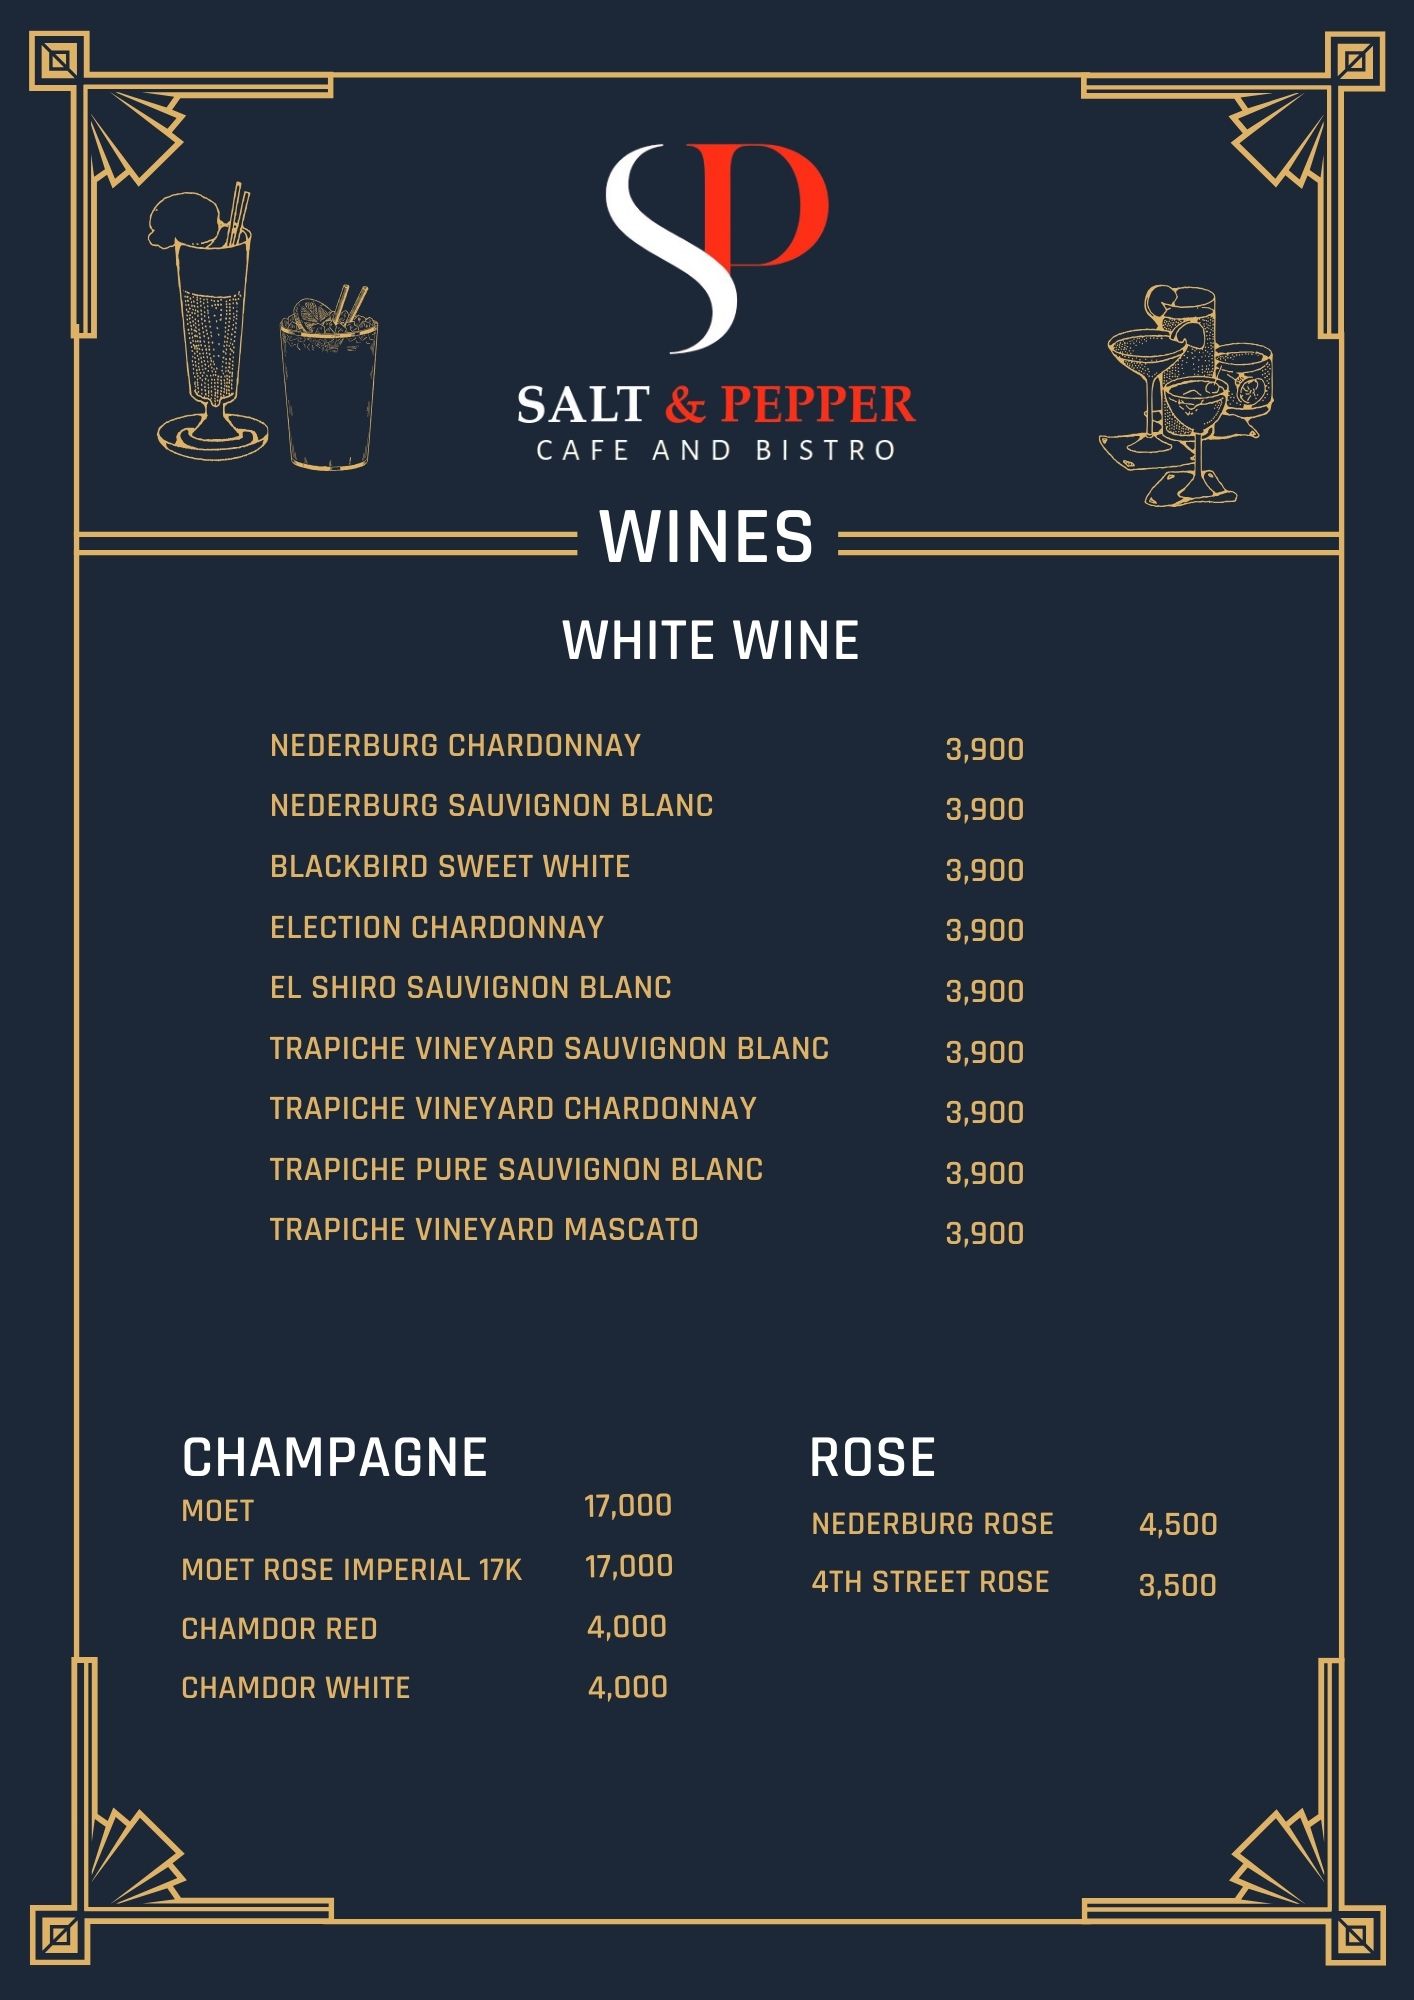 SP
SALT & PEPPER
CAFE AND BISTRO
WINES
WHITE WINE
NEDERBURG CHARDONNAY 3,900
NEDERBURG SAUVIGNON BLANC 3,900
BLACKBIRD SWEET WHITE 3,900
ELECTION CHARDONNAY 3,900
EL SHIRO SAUVIGNON BLANC 3,900
TRAPICHE VINEYARD SAUVIGNON BLANC 3,900
TRAPICHE VINEYARD CHARDONNAY 3,900
TRAPICHE PURE SAUVIGNON BLANC 3,900
TRAPICHE VINEYARD MASCATO 3,900
CHAMPAGNE
MOET 17,000
MOET ROSE IMPERIAL 17K 17,000
CHAMDOR RED 4,000
CHAMDOR WHITE 4,000
ROSE
NEDERBURG ROSE 4,500
4TH STREET ROSE 3,500